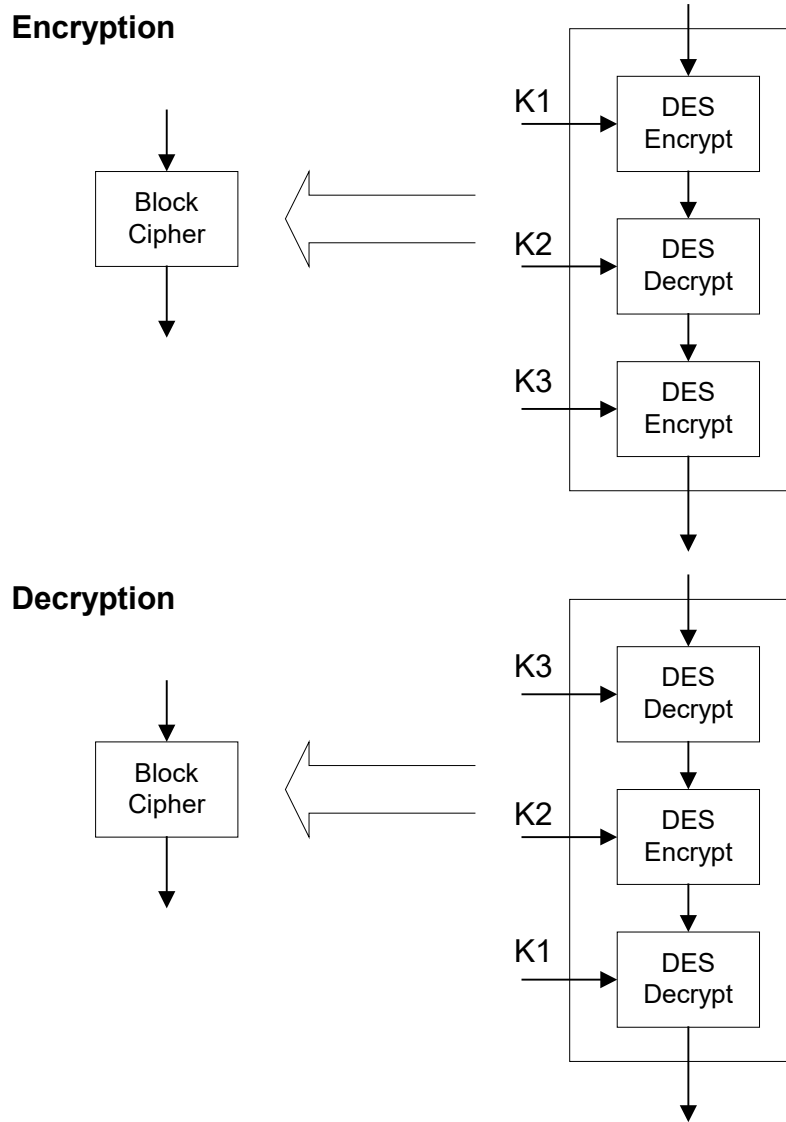 Encryption
K1
DES
Encrypt
Block
Cipher
K2
DES
Decrypt
K3
DES
Encrypt
Decryption
K3
DES
Decrypt
Block
Cipher
K2
DES
Encrypt
K1
DES
Decrypt